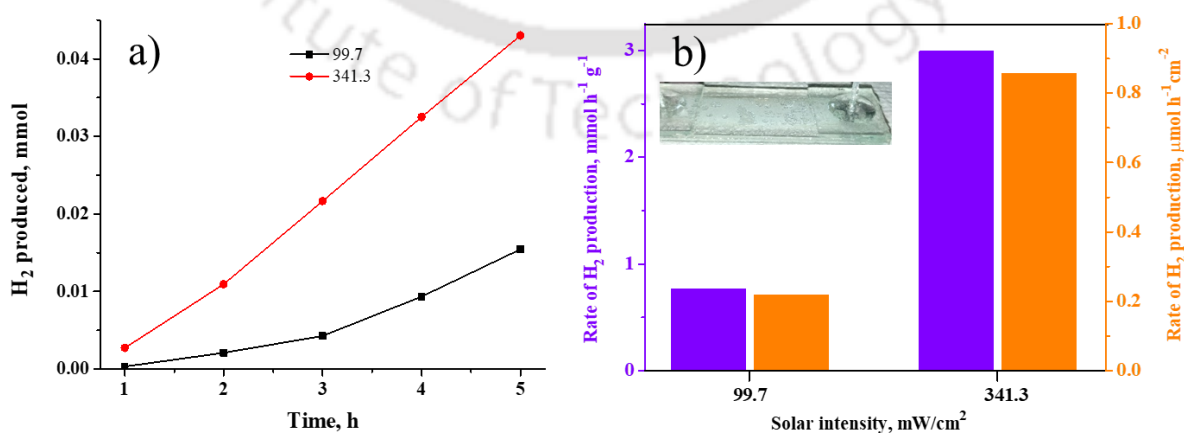 itute of Technology
a)
99.7
341.3
H₂ produced, mmol
0.04
0.03
0.02
0.01
0.00
1 2 3 4 5
Time, h
b)
Rate of H₂ production, mmol h⁻¹ g⁻¹
3
2
1
0
99.7 341.3
Solar intensity, mW/cm²
1.0
0.8
0.6
0.4
0.2
0.0
Rate of H₂ production, μmol h⁻¹ cm⁻²